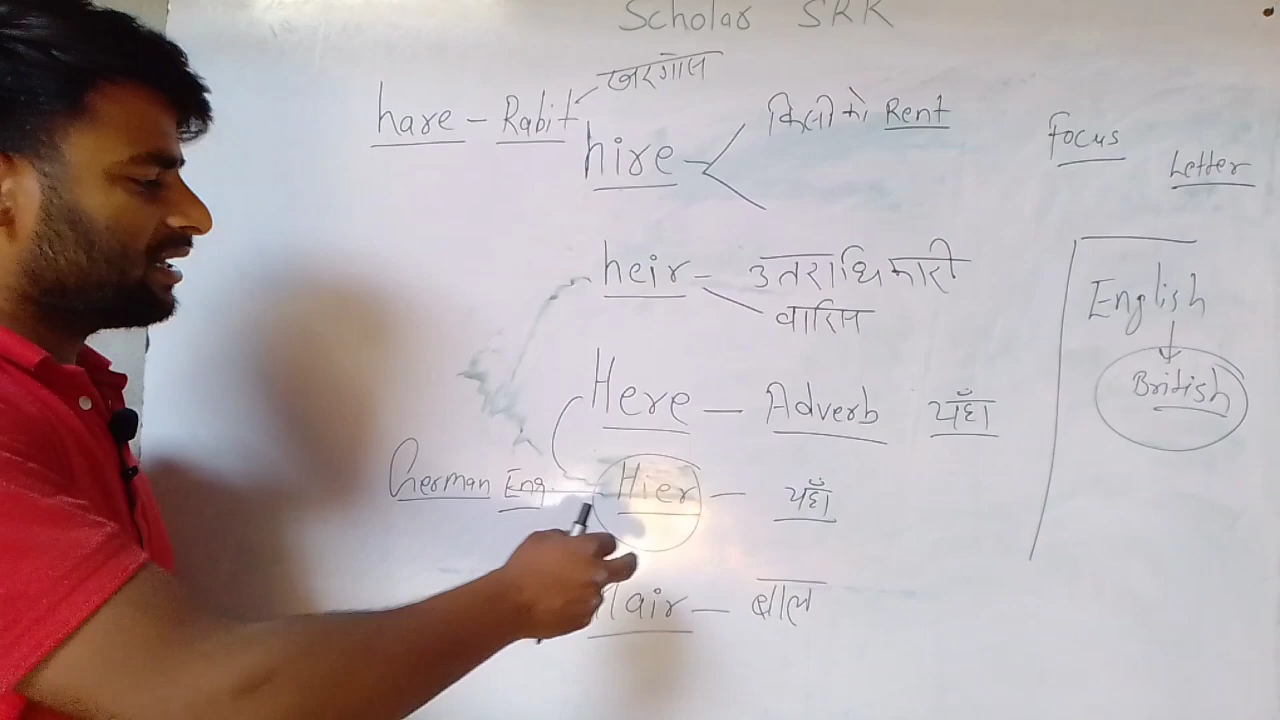 Scholar SRK
खरगोस
hare - Rabit
hire
किसी को Rent
focus
Letter
heir - उतराधिकारी
वारिस
English
British
Here - Adverb यहाँ
German Eng. Hier - यहाँ
Hair - बाल